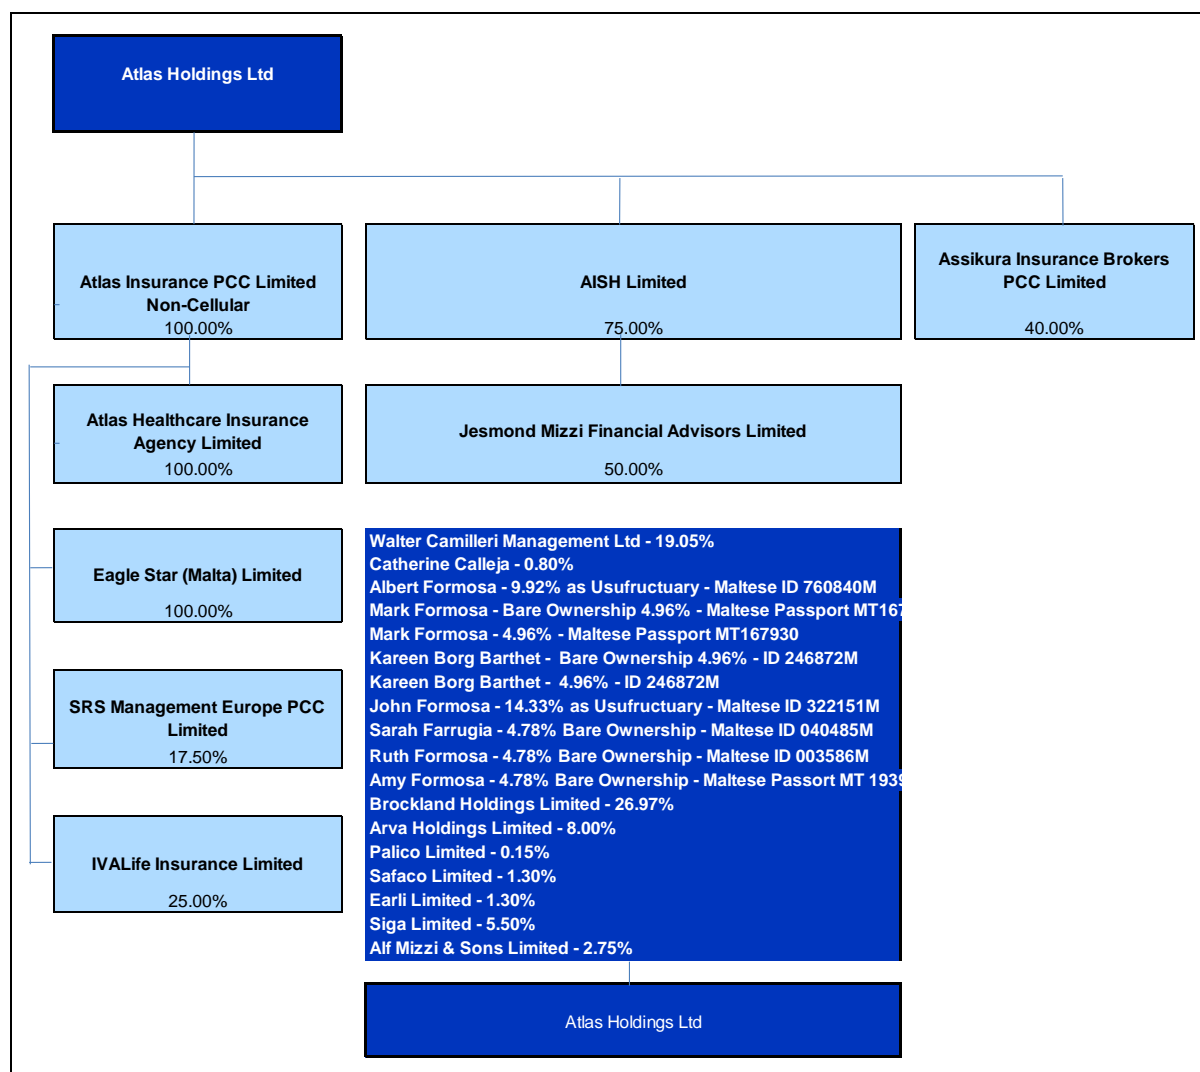 Atlas Holdings Ltd
Atlas Insurance PCC Limited
Non-Cellular
100.00%
AISH Limited
75.00%
Assikura Insurance Brokers
PCC Limited
40.00%
Atlas Healthcare Insurance
Agency Limited
100.00%
Jesmond Mizzi Financial Advisors Limited
50.00%
Eagle Star (Malta) Limited
100.00%
SRS Management Europe PCC
Limited
17.50%
IVALife Insurance Limited
25.00%
Walter Camilleri Management Ltd - 19.05%
Catherine Calleja - 0.80%
Albert Formosa - 9.92% as Usufructuary - Maltese ID 760840M
Mark Formosa - Bare Ownership 4.96% - Maltese Passport MT167
Mark Formosa - 4.96% - Maltese Passport MT167930
Kareen Borg Barthet -  Bare Ownership 4.96% - ID 246872M
Kareen Borg Barthet -  4.96% - ID 246872M
John Formosa - 14.33% as Usufructuary - Maltese ID 322151M
Sarah Farrugia - 4.78% Bare Ownership - Maltese ID 040485M
Ruth Formosa - 4.78% Bare Ownership - Maltese ID 003586M
Amy Formosa - 4.78% Bare Ownership - Maltese Passort MT 1939
Brockland Holdings Limited - 26.97%
Arva Holdings Limited - 8.00%
Palico Limited - 0.15%
Safaco Limited - 1.30%
Earli Limited - 1.30%
Siga Limited - 5.50%
Alf Mizzi & Sons Limited - 2.75%
Atlas Holdings Ltd